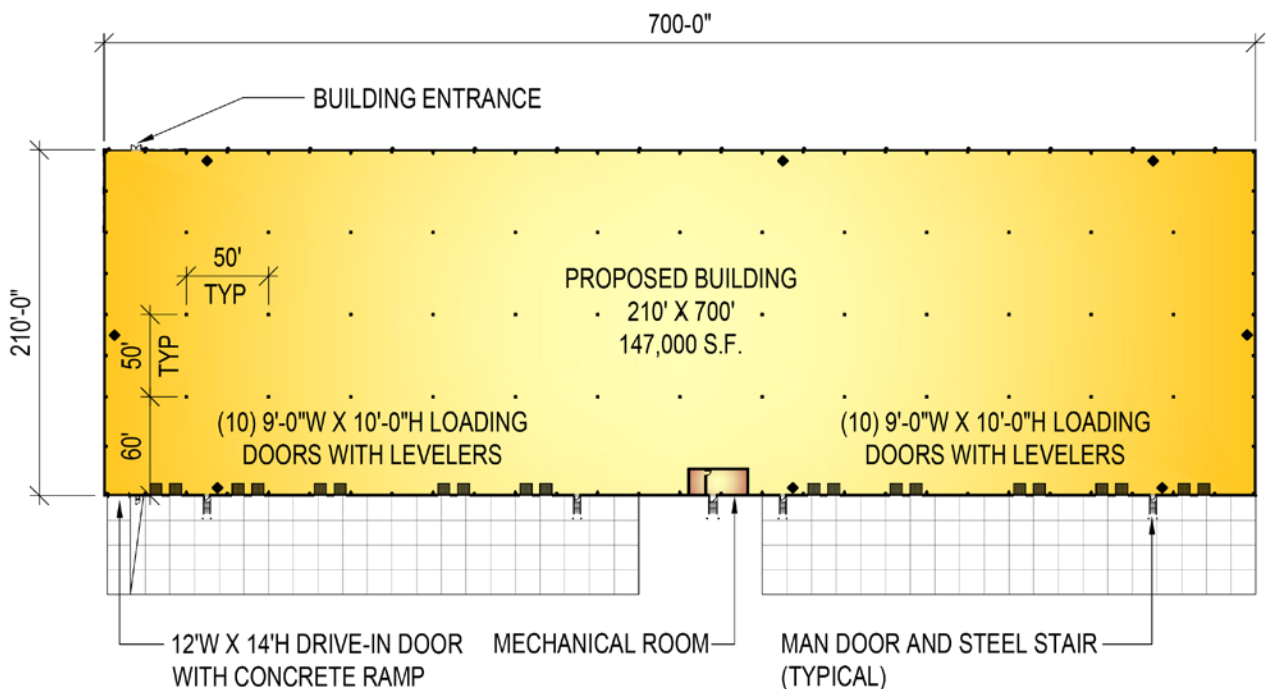 700-0"
BUILDING ENTRANCE
210'-0"
50'
TYP
PROPOSED BUILDING
210' X 700'
147,000 S.F.
50'
TYP
60'
(10) 9'-0"W X 10'-0"H LOADING
DOORS WITH LEVELERS
(10) 9'-0"W X 10'-0"H LOADING
DOORS WITH LEVELERS
12'W X 14'H DRIVE-IN DOOR
WITH CONCRETE RAMP
MECHANICAL ROOM
MAN DOOR AND STEEL STAIR
(TYPICAL)